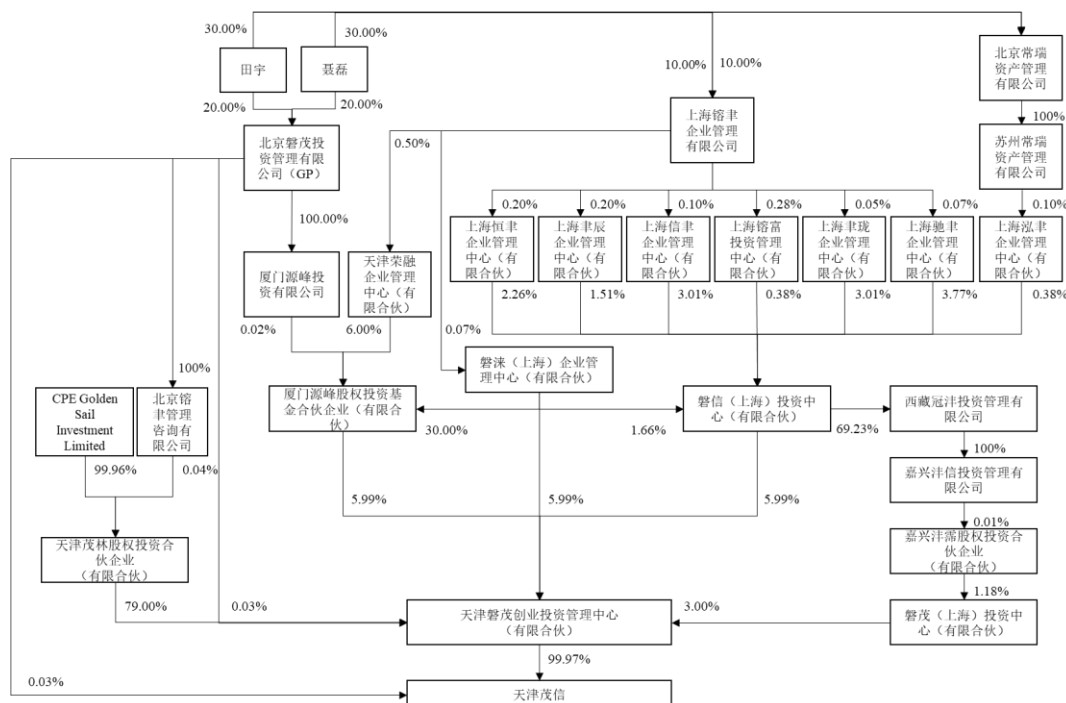 30.00%
30.00%
田宇
聂磊
10.00%
10.00%
北京常瑞
资产管理
有限公司
20.00%
20.00%
上海镕聿
企业管理
有限公司
100%
北京磐茂投
资管理有限
公司（GP）
0.50%
苏州常瑞
资产管理
有限公司
100.00%
0.20%
0.20%
0.10%
0.28%
0.05%
0.07%
0.10%
上海恒聿
企业管理
中心（有
限合伙）
上海聿辰
企业管理
中心（有
限合伙）
上海信聿
企业管理
中心（有
限合伙）
上海镕富
投资管理
中心（有
限合伙）
上海聿珑
企业管理
中心（有
限合伙）
上海驰聿
企业管理
中心（有
限合伙）
上海泓聿
企业管理
中心（有
限合伙）
厦门源峰投
资有限公司
天津荣融
企业管理
中心（有
限合伙）
2.26%
1.51%
3.01%
0.38%
3.01%
3.77%
0.38%
0.02%
6.00%
0.07%
磐涞（上海）企业管
理中心（有限合伙）
100%
CPE Golden
Sail
Investment
Limited
北京镕
聿管理
咨询有
限公司
厦门源峰股权投资基
金合伙企业（有限合
伙）
磐信（上海）投资中
心（有限合伙）
西藏冠沣投资管理有
限公司
30.00%
1.66%
69.23%
100%
99.96%
0.04%
嘉兴沣信投资管理有
限公司
5.99%
5.99%
5.99%
0.01%
天津茂林股权投资合
伙企业
（有限合伙）
嘉兴沣霈股权投资合
伙企业
（有限合伙）
1.18%
79.00%
0.03%
天津磐茂创业投资管理中心
（有限合伙）
3.00%
磐茂（上海）投资中
心（有限合伙）
99.97%
0.03%
天津茂信